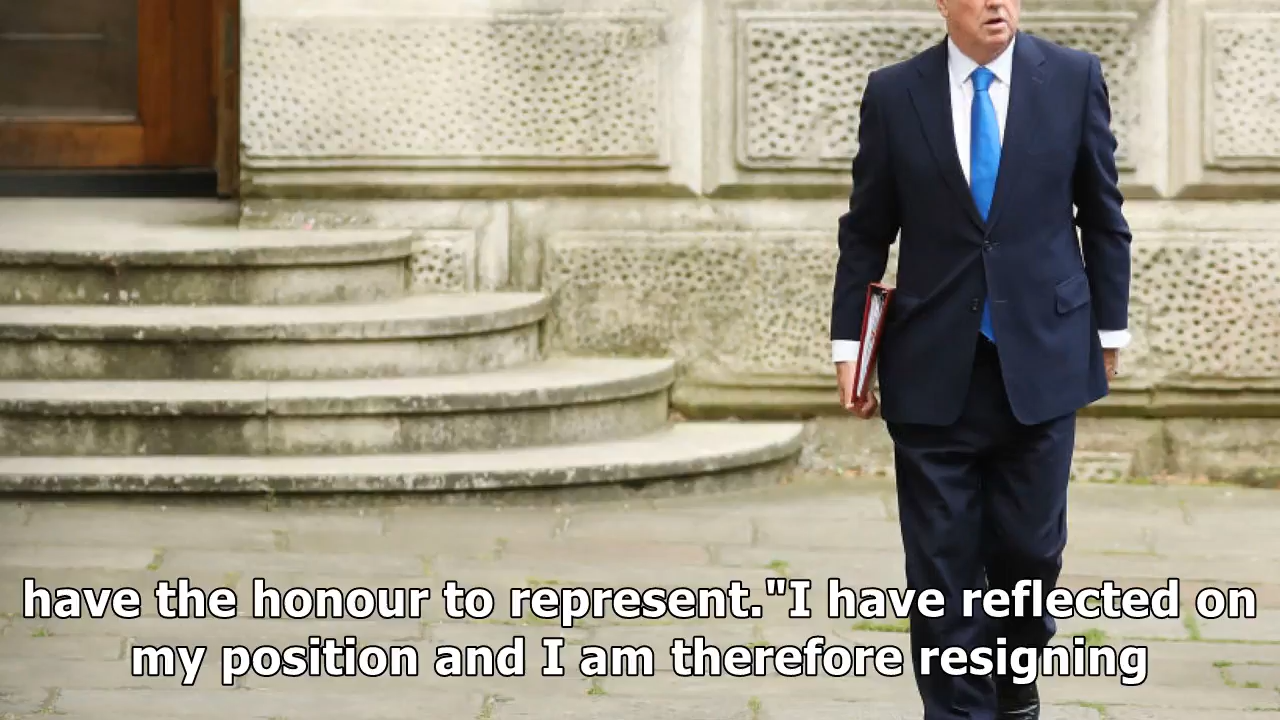 have the honour to represent."I have reflected on
my position and I am therefore resigning